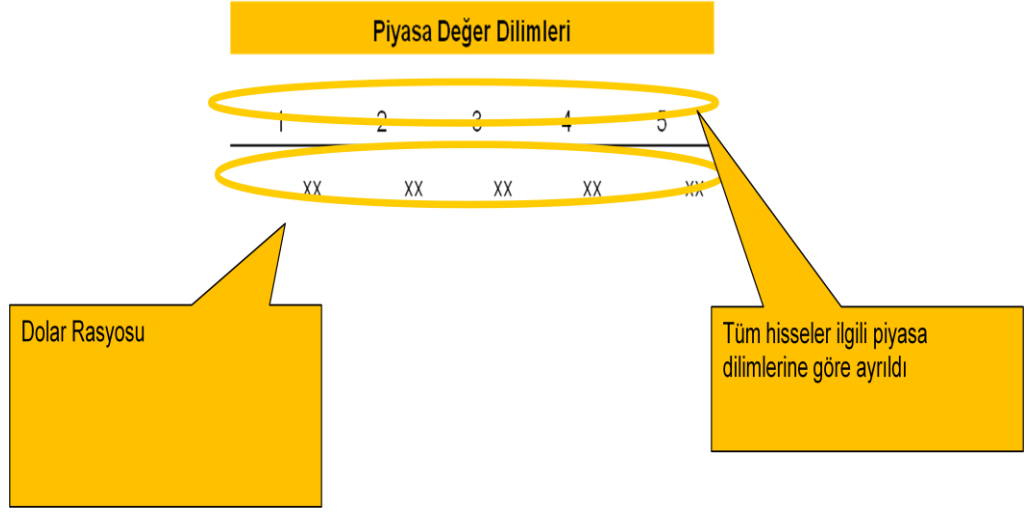 Piyasa Değer Dilimleri
1 2 3 4 5
xx xx xx xx xx
Dolar Rasyosu
Tüm hisseler ilgili piyasa
dilimlerine göre ayrıldı